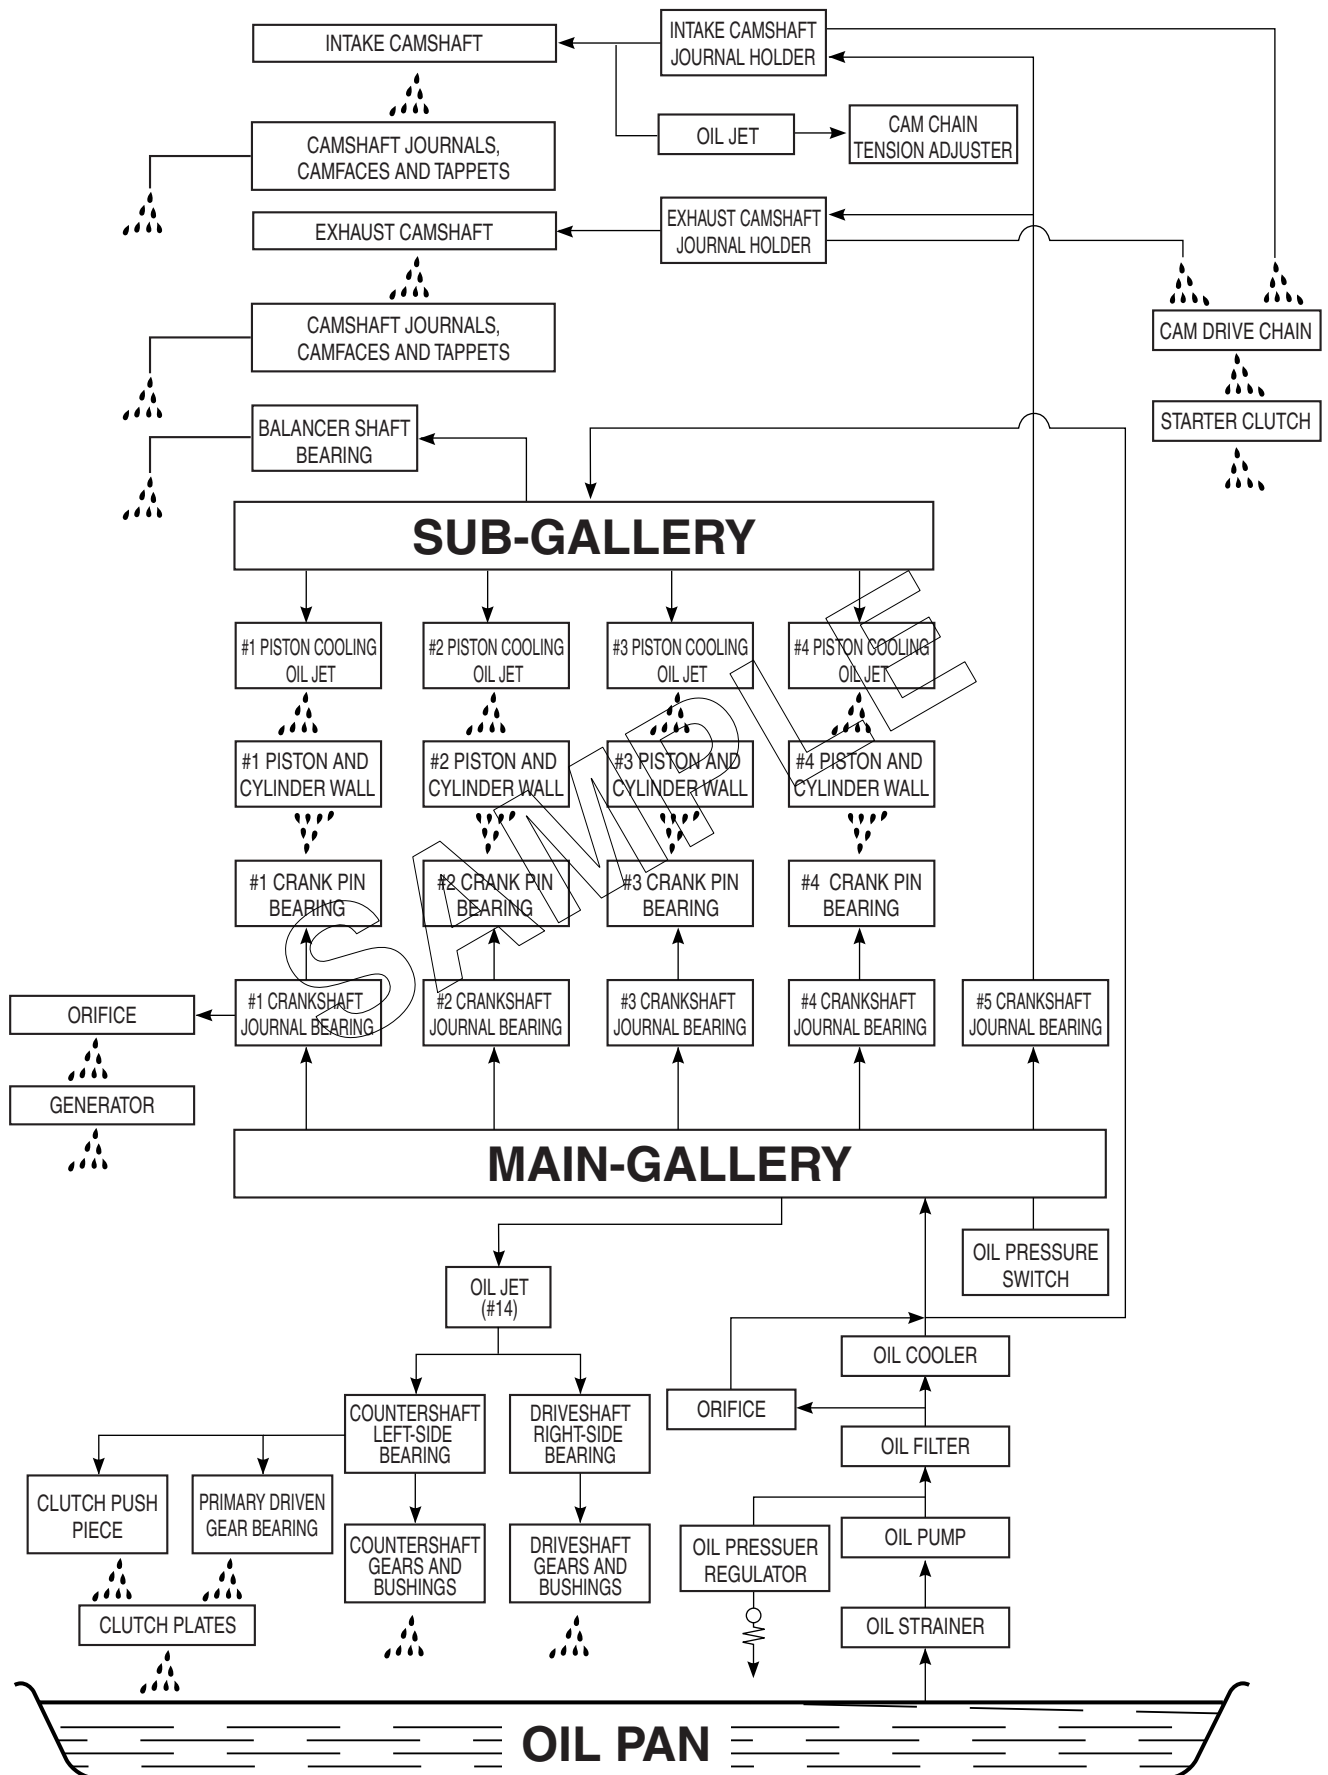 INTAKE CAMSHAFT
INTAKE CAMSHAFT
JOURNAL HOLDER
OIL JET
CAM CHAIN
TENSION ADJUSTER
CAMSHAFT JOURNALS,
CAMFACES AND TAPPETS
EXHAUST CAMSHAFT
EXHAUST CAMSHAFT
JOURNAL HOLDER
CAM DRIVE CHAIN
CAMSHAFT JOURNALS,
CAMFACES AND TAPPETS
STARTER CLUTCH
BALANCER SHAFT
BEARING
SUB-GALLERY
#1 PISTON COOLING
OIL JET
#2 PISTON COOLING
OIL JET
#3 PISTON COOLING
OIL JET
#4 PISTON COOLING
OIL JET
#1 PISTON AND
CYLINDER WALL
#2 PISTON AND
CYLINDER WALL
#3 PISTON AND
CYLINDER WALL
#4 PISTON AND
CYLINDER WALL
#1 CRANK PIN
BEARING
#2 CRANK PIN
BEARING
#3 CRANK PIN
BEARING
#4 CRANK PIN
BEARING
SAMPLE
ORIFICE
#1 CRANKSHAFT
JOURNAL BEARING
#2 CRANKSHAFT
JOURNAL BEARING
#3 CRANKSHAFT
JOURNAL BEARING
#4 CRANKSHAFT
JOURNAL BEARING
#5 CRANKSHAFT
JOURNAL BEARING
GENERATOR
MAIN-GALLERY
OIL PRESSURE
SWITCH
OIL JET
(#14)
OIL COOLER
COUNTERSHAFT
LEFT-SIDE
BEARING
DRIVESHAFT
RIGHT-SIDE
BEARING
ORIFICE
OIL FILTER
CLUTCH PUSH
PIECE
PRIMARY DRIVEN
GEAR BEARING
COUNTERSHAFT
GEARS AND
BUSHINGS
DRIVESHAFT
GEARS AND
BUSHINGS
OIL PRESSUER
REGULATOR
OIL PUMP
CLUTCH PLATES
OIL STRAINER
OIL PAN